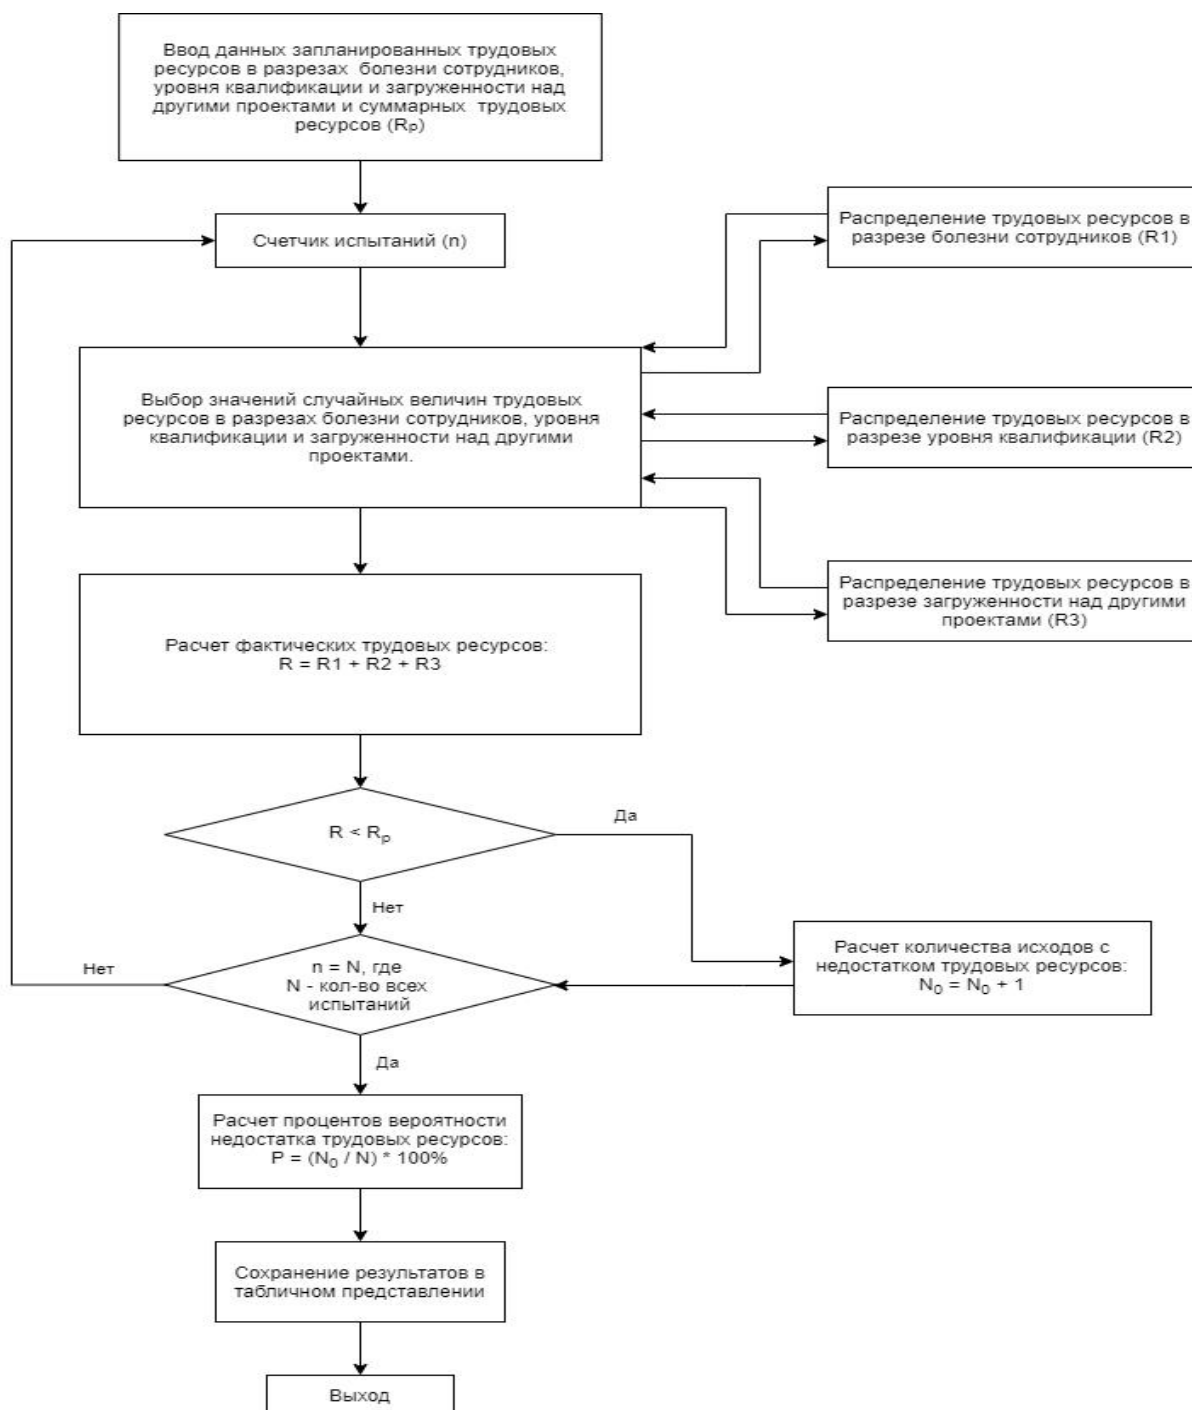 Ввод данных запланированных трудовых
ресурсов в разрезах болезни сотрудников,
уровня квалификации и загруженности над
другими проектами и суммарных трудовых
ресурсов (Rₚ)
Счетчик испытаний (n)
Распределение трудовых ресурсов в
разрезе болезни сотрудников (R1)
Выбор значений случайных величин трудовых
ресурсов в разрезах болезни сотрудников, уровня
квалификации и загруженности над другими
проектами.
Распределение трудовых ресурсов в
разрезе уровня квалификации (R2)
Распределение трудовых ресурсов в
разрезе загруженности над другими
проектами (R3)
Расчет фактических трудовых ресурсов:
R = R1 + R2 + R3
R < Rₚ
Да
Нет
Расчет количества исходов с
недостатком трудовых ресурсов:
N₀ = N₀ + 1
n = N, где
N - кол-во всех
испытаний
Нет
Да
Расчет процентов вероятности
недостатка трудовых ресурсов:
P = (N₀ / N) * 100%
Сохранение результатов в
табличном представлении
Выход